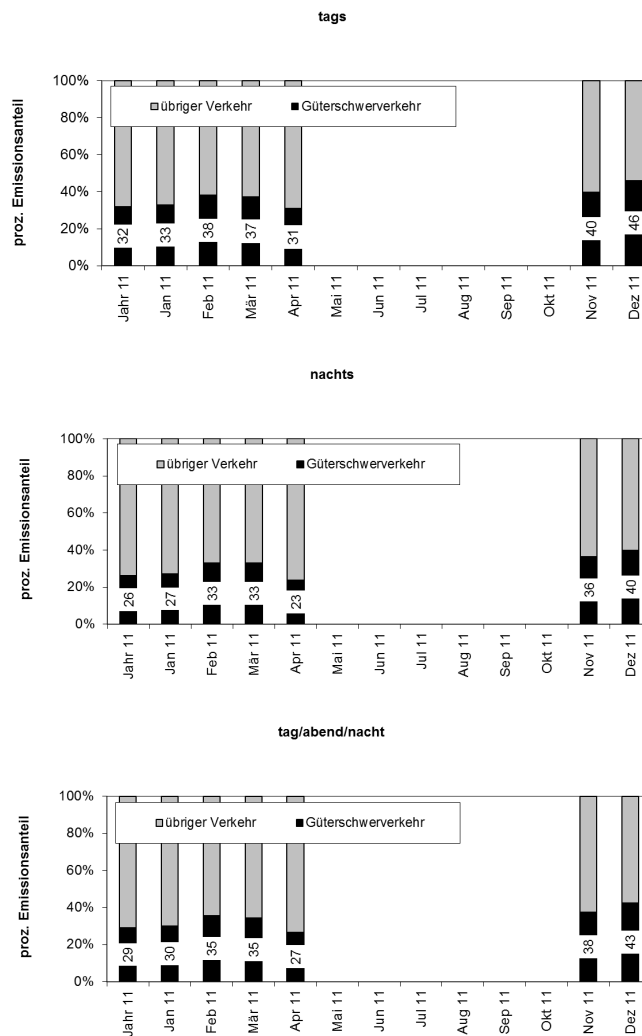 tags
proz. Emissionsanteil
100%
80%
60%
40%
20%
0%
übriger Verkehr Güterschwerverkehr
32 33 38 37 31 40 46
Jahr 11 Jan 11 Feb 11 Mär 11 Apr 11 Mai 11 Jun 11 Jul 11 Aug 11 Sep 11 Okt 11 Nov 11 Dez 11
nachts
proz. Emissionsanteil
100%
80%
60%
40%
20%
0%
übriger Verkehr Güterschwerverkehr
26 27 33 33 23 36 40
Jahr 11 Jan 11 Feb 11 Mär 11 Apr 11 Mai 11 Jun 11 Jul 11 Aug 11 Sep 11 Okt 11 Nov 11 Dez 11
tag/abend/nacht
proz. Emissionsanteil
100%
80%
60%
40%
20%
0%
übriger Verkehr Güterschwerverkehr
29 30 35 35 27 38 43
Jahr 11 Jan 11 Feb 11 Mär 11 Apr 11 Mai 11 Jun 11 Jul 11 Aug 11 Sep 11 Okt 11 Nov 11 Dez 11